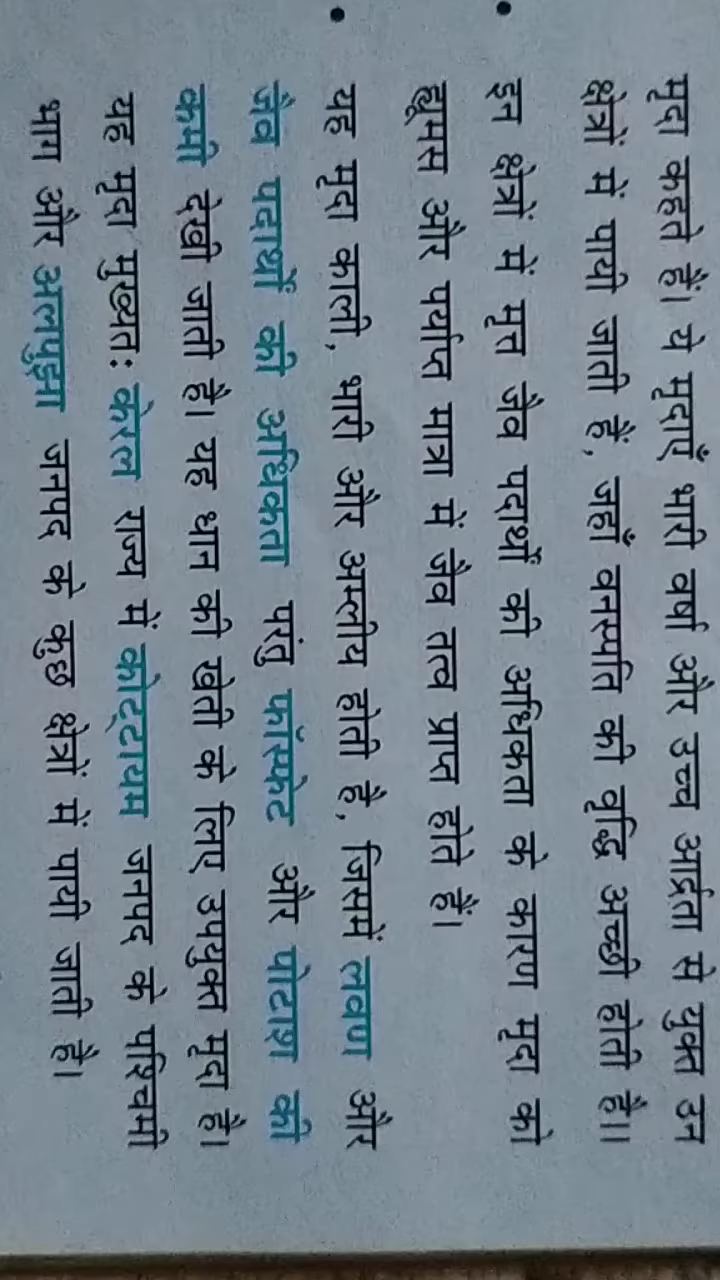 मृदा कहते हैं। ये मृदाएँ भारी वर्षा और उच्च आर्द्रता से युक्त उन
क्षेत्रों में पायी जाती हैं, जहाँ वनस्पति की वृद्धि अच्छी होती है।।
• इन क्षेत्रों में मृत जैव पदार्थों की अधिकता के कारण मृदा को
ह्यूमस और पर्याप्त मात्रा में जैव तत्व प्राप्त होते हैं।
• यह मृदा काली, भारी और अम्लीय होती है, जिसमें लवण और
जैव पदार्थों की अधिकता परंतु फॉस्फेट और पोटाश की
कमी देखी जाती है। यह धान की खेती के लिए उपयुक्त मृदा है।
यह मृदा मुख्यतः केरल राज्य में कोट्टायम जनपद के पश्चिमी
भाग और अलपुझा जनपद के कुछ क्षेत्रों में पायी जाती है।